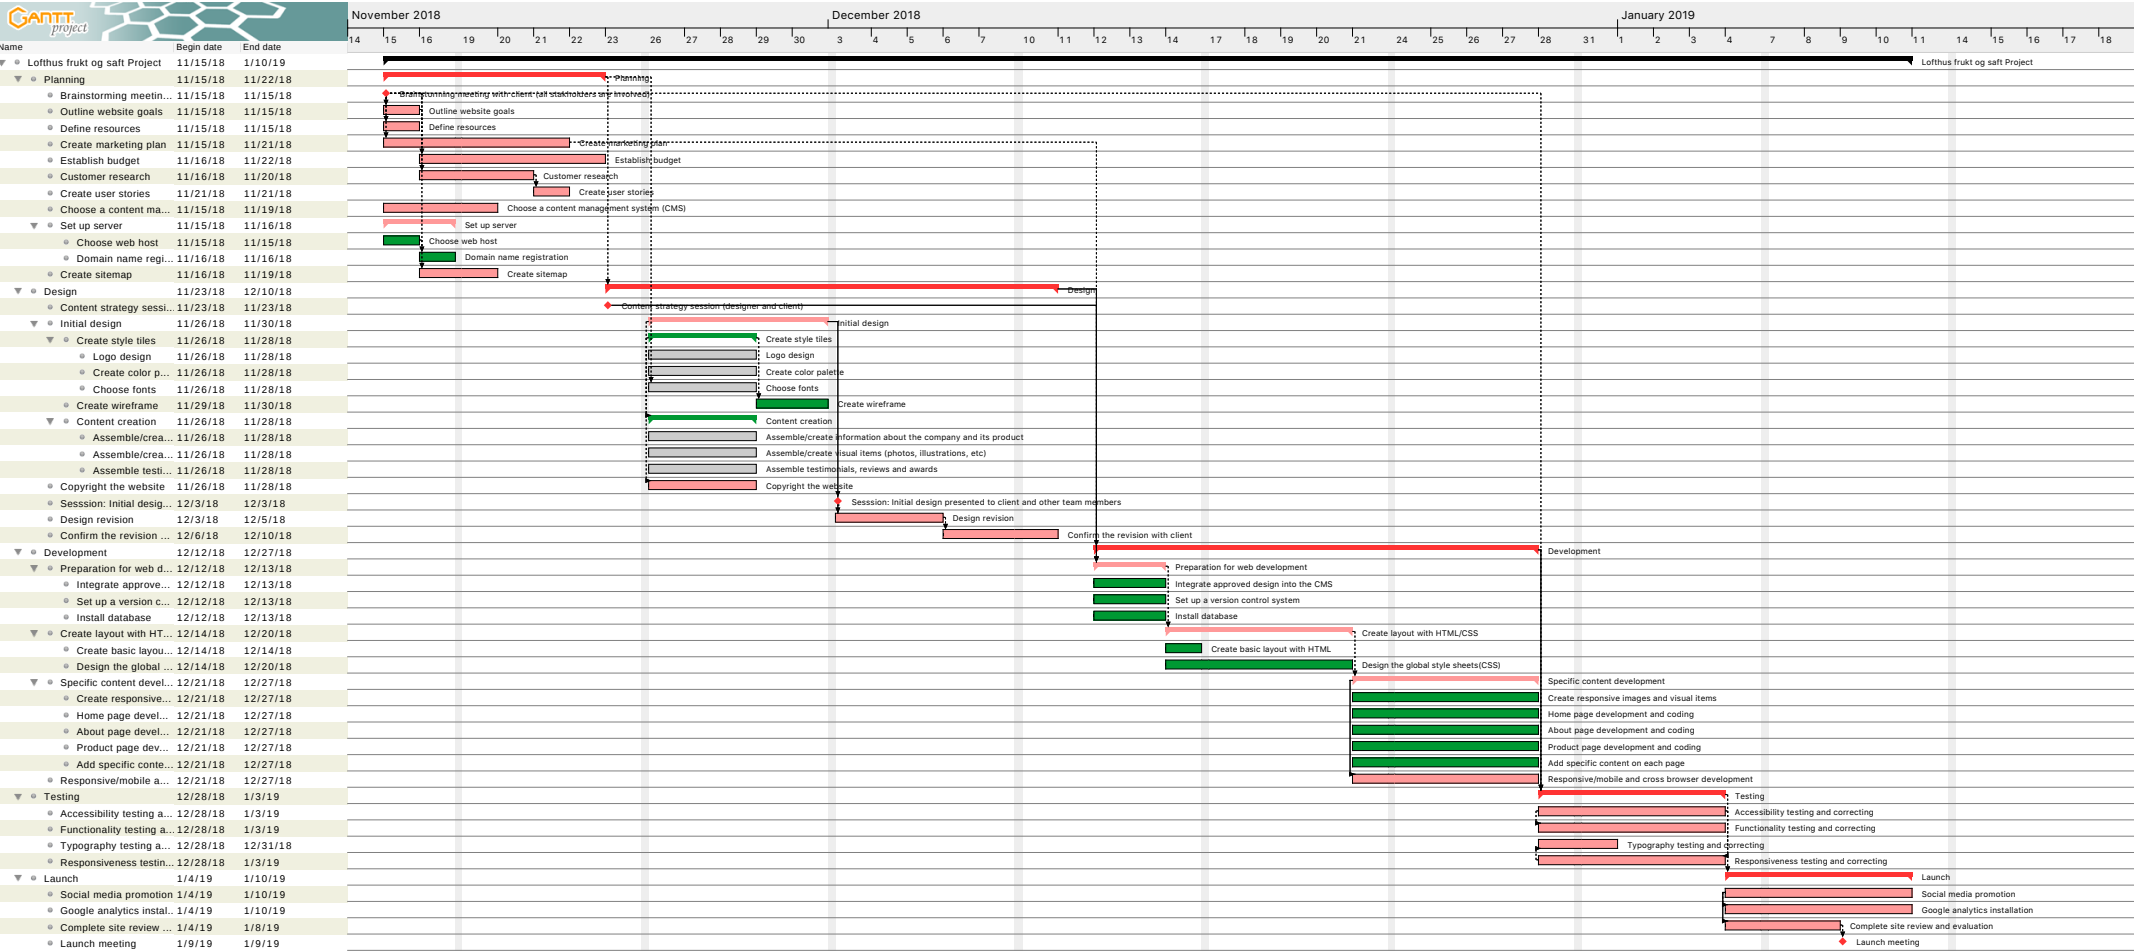 GANTT project
November 2018 December 2018 January 2019
14 15 16 19 20 21 22 23 26 27 28 29 30 3 4 5 6 7 10 11 12 13 14 17 18 19 20 21 24 25 26 27 28 31 1 2 3 4 7 8 9 10 11 14 15 16 17 18
Name Begin date End date
Lofthus frukt og saft Project 11/15/18 1/10/19 Lofthus frukt og saft Project
Planning 11/15/18 11/22/18 Planning
Brainstorming meetin... 11/15/18 11/15/18 Brainstorming meeting with client (all stakholders are involved)
Outline website goals 11/15/18 11/15/18 Outline website goals
Define resources 11/15/18 11/15/18 Define resources
Create marketing plan 11/15/18 11/21/18 Create marketing plan
Establish budget 11/16/18 11/22/18 Establish budget
Customer research 11/16/18 11/20/18 Customer research
Create user stories 11/21/18 11/21/18 Create user stories
Choose a content ma... 11/15/18 11/19/18 Choose a content management system (CMS)
Set up server 11/15/18 11/16/18 Set up server
Choose web host 11/15/18 11/15/18 Choose web host
Domain name regi... 11/16/18 11/16/18 Domain name registration
Create sitemap 11/16/18 11/19/18 Create sitemap
Design 11/23/18 12/10/18 Design
Content strategy sessi... 11/23/18 11/23/18 Content strategy session (designer and client)
Initial design 11/26/18 11/30/18 Initial design
Create style tiles 11/26/18 11/28/18 Create style tiles
Logo design 11/26/18 11/28/18 Logo design
Create color p... 11/26/18 11/28/18 Create color palette
Choose fonts 11/26/18 11/28/18 Choose fonts
Create wireframe 11/29/18 11/30/18 Create wireframe
Content creation 11/26/18 11/28/18 Content creation
Assemble/crea... 11/26/18 11/28/18 Assemble/create information about the company and its product
Assemble/crea... 11/26/18 11/28/18 Assemble/create visual items (photos, illustrations, etc)
Assemble testi... 11/26/18 11/28/18 Assemble testimonials, reviews and awards
Copyright the website 11/26/18 11/28/18 Copyright the website
Sesssion: Initial desig... 12/3/18 12/3/18 Sesssion: Initial design presented to client and other team members
Design revision 12/3/18 12/5/18 Design revision
Confirm the revision ... 12/6/18 12/10/18 Confirm the revision with client
Development 12/12/18 12/27/18 Development
Preparation for web d... 12/12/18 12/13/18 Preparation for web development
Integrate approve... 12/12/18 12/13/18 Integrate approved design into the CMS
Set up a version c... 12/12/18 12/13/18 Set up a version control system
Install database 12/12/18 12/13/18 Install database
Create layout with HT... 12/14/18 12/20/18 Create layout with HTML/CSS
Create basic layou... 12/14/18 12/14/18 Create basic layout with HTML
Design the global ... 12/14/18 12/20/18 Design the global style sheets(CSS)
Specific content devel... 12/21/18 12/27/18 Specific content development
Create responsive... 12/21/18 12/27/18 Create responsive images and visual items
Home page devel... 12/21/18 12/27/18 Home page development and coding
About page devel... 12/21/18 12/27/18 About page development and coding
Product page dev... 12/21/18 12/27/18 Product page development and coding
Add specific conte... 12/21/18 12/27/18 Add specific content on each page
Responsive/mobile a... 12/21/18 12/27/18 Responsive/mobile and cross browser development
Testing 12/28/18 1/3/19 Testing
Accessibility testing a... 12/28/18 1/3/19 Accessibility testing and correcting
Functionality testing a... 12/28/18 1/3/19 Functionality testing and correcting
Typography testing a... 12/28/18 12/31/18 Typography testing and correcting
Responsiveness testin... 12/28/18 1/3/19 Responsiveness testing and correcting
Launch 1/4/19 1/10/19 Launch
Social media promotion 1/4/19 1/10/19 Social media promotion
Google analytics instal... 1/4/19 1/10/19 Google analytics installation
Complete site review ... 1/4/19 1/8/19 Complete site review and evaluation
Launch meeting 1/9/19 1/9/19 Launch meeting